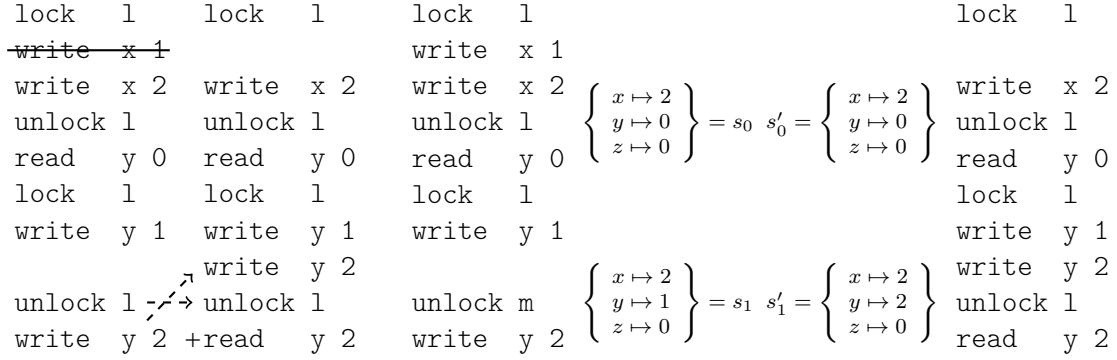 lock l lock l lock l lock l
write x 1 write x 1
write x 2 write x 2 write x 2 { x ↦ 2 y ↦ 0 z ↦ 0 } = s₀ s′₀ = { x ↦ 2 y ↦ 0 z ↦ 0 } write x 2
unlock l unlock l unlock l unlock l
read y 0 read y 0 read y 0 read y 0
lock l lock l lock l lock l
write y 1 write y 1 write y 1 write y 1
write y 2 write y 2
unlock l unlock l unlock m { x ↦ 2 y ↦ 1 z ↦ 0 } = s₁ s′₁ = { x ↦ 2 y ↦ 2 z ↦ 0 } unlock l
write y 2 +read y 2 write y 2 read y 2